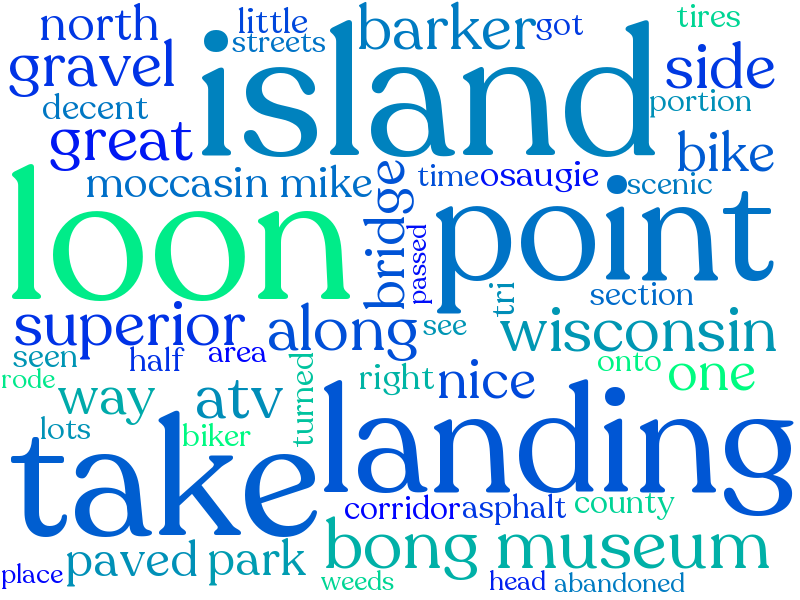 north
little
streets
barker
got
tires
gravel
island
side
decent
portion
great
bike
moccasin mike
bridge
time
osaugie
scenic
loon
passed
point
tri
section
superior
along
see
wisconsin
seen
half
area
turned
right
nice
onto
one
rode
way
atv
lots
biker
take
landing
corridor
asphalt
county
bong museum
paved
park
place
weeds
head
abandoned